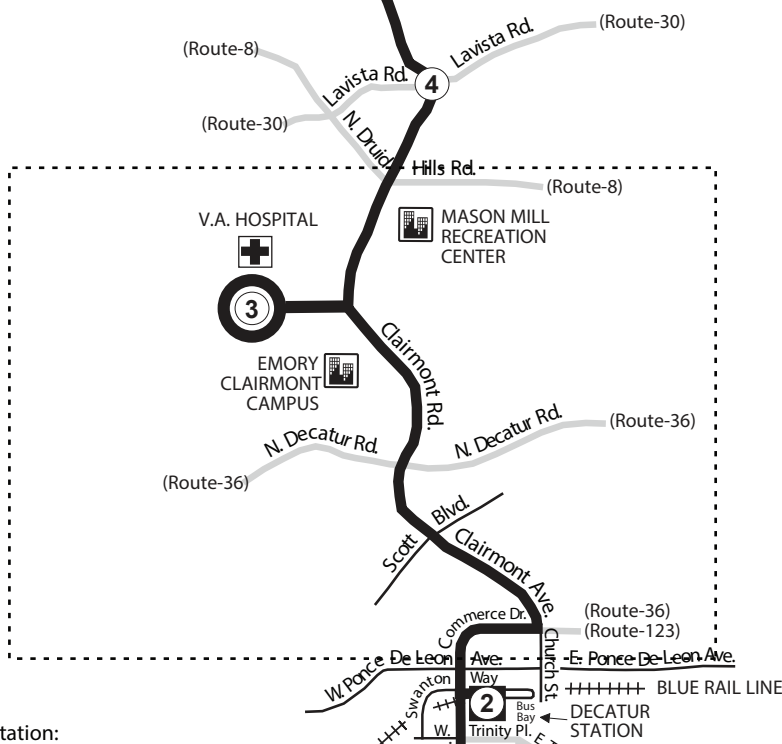 (Route-8)
(Route-30)
Lavista Rd.
Lavista Rd.
4
(Route-30)
N. Druid
Hills Rd.
(Route-8)
V.A. HOSPITAL
MASON MILL
RECREATION
CENTER
3
Clairmont Rd.
EMORY
CLAIRMONT
CAMPUS
N. Decatur Rd.
N. Decatur Rd.
(Route-36)
(Route-36)
Scott Blvd.
Clairmont Ave.
Commerce Dr.
(Route-36)
(Route-123)
Church St.
W. Ponce De Leon Ave.
E. Ponce De Leon Ave.
Swanton Way
2
Bus
Bay
BLUE RAIL LINE
DECATUR
STATION
W. Trinity Pl.
E. T
tation: